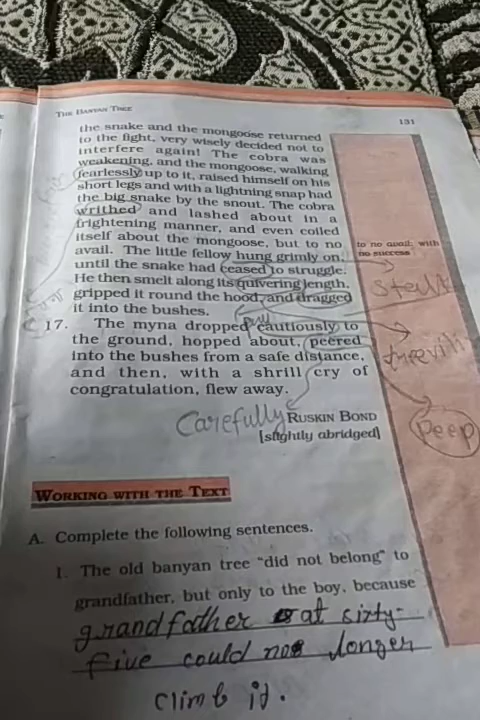 THE BANYAN TREE
131
the snake and the mongoose returned
to the fight, very wisely decided not to
interfere again! The cobra was
weakening, and the mongoose, walking
fearlessly up to it, raised himself on his
short legs and with a lightning snap had
the big snake by the snout. The cobra
writhed and lashed about in a
frightening manner, and even coiled
itself about the mongoose, but to no
avail. The little fellow hung grimly on,
until the snake had ceased to struggle.
He then smelt along its quivering length,
gripped it round the hood, and dragged
it into the bushes.
to no avail: with
no success
17. The myna dropped cautiously to
the ground, hopped about, peered
into the bushes from a safe distance,
and then, with a shrill cry of
congratulation, flew away.
Carefully
peep
RUSKIN BOND
[slightly abridged]
WORKING WITH THE TEXT
A. Complete the following sentences.
1. The old banyan tree "did not belong" to
grandfather, but only to the boy, because
grandfather at sixty-
five could no longer
climb it.